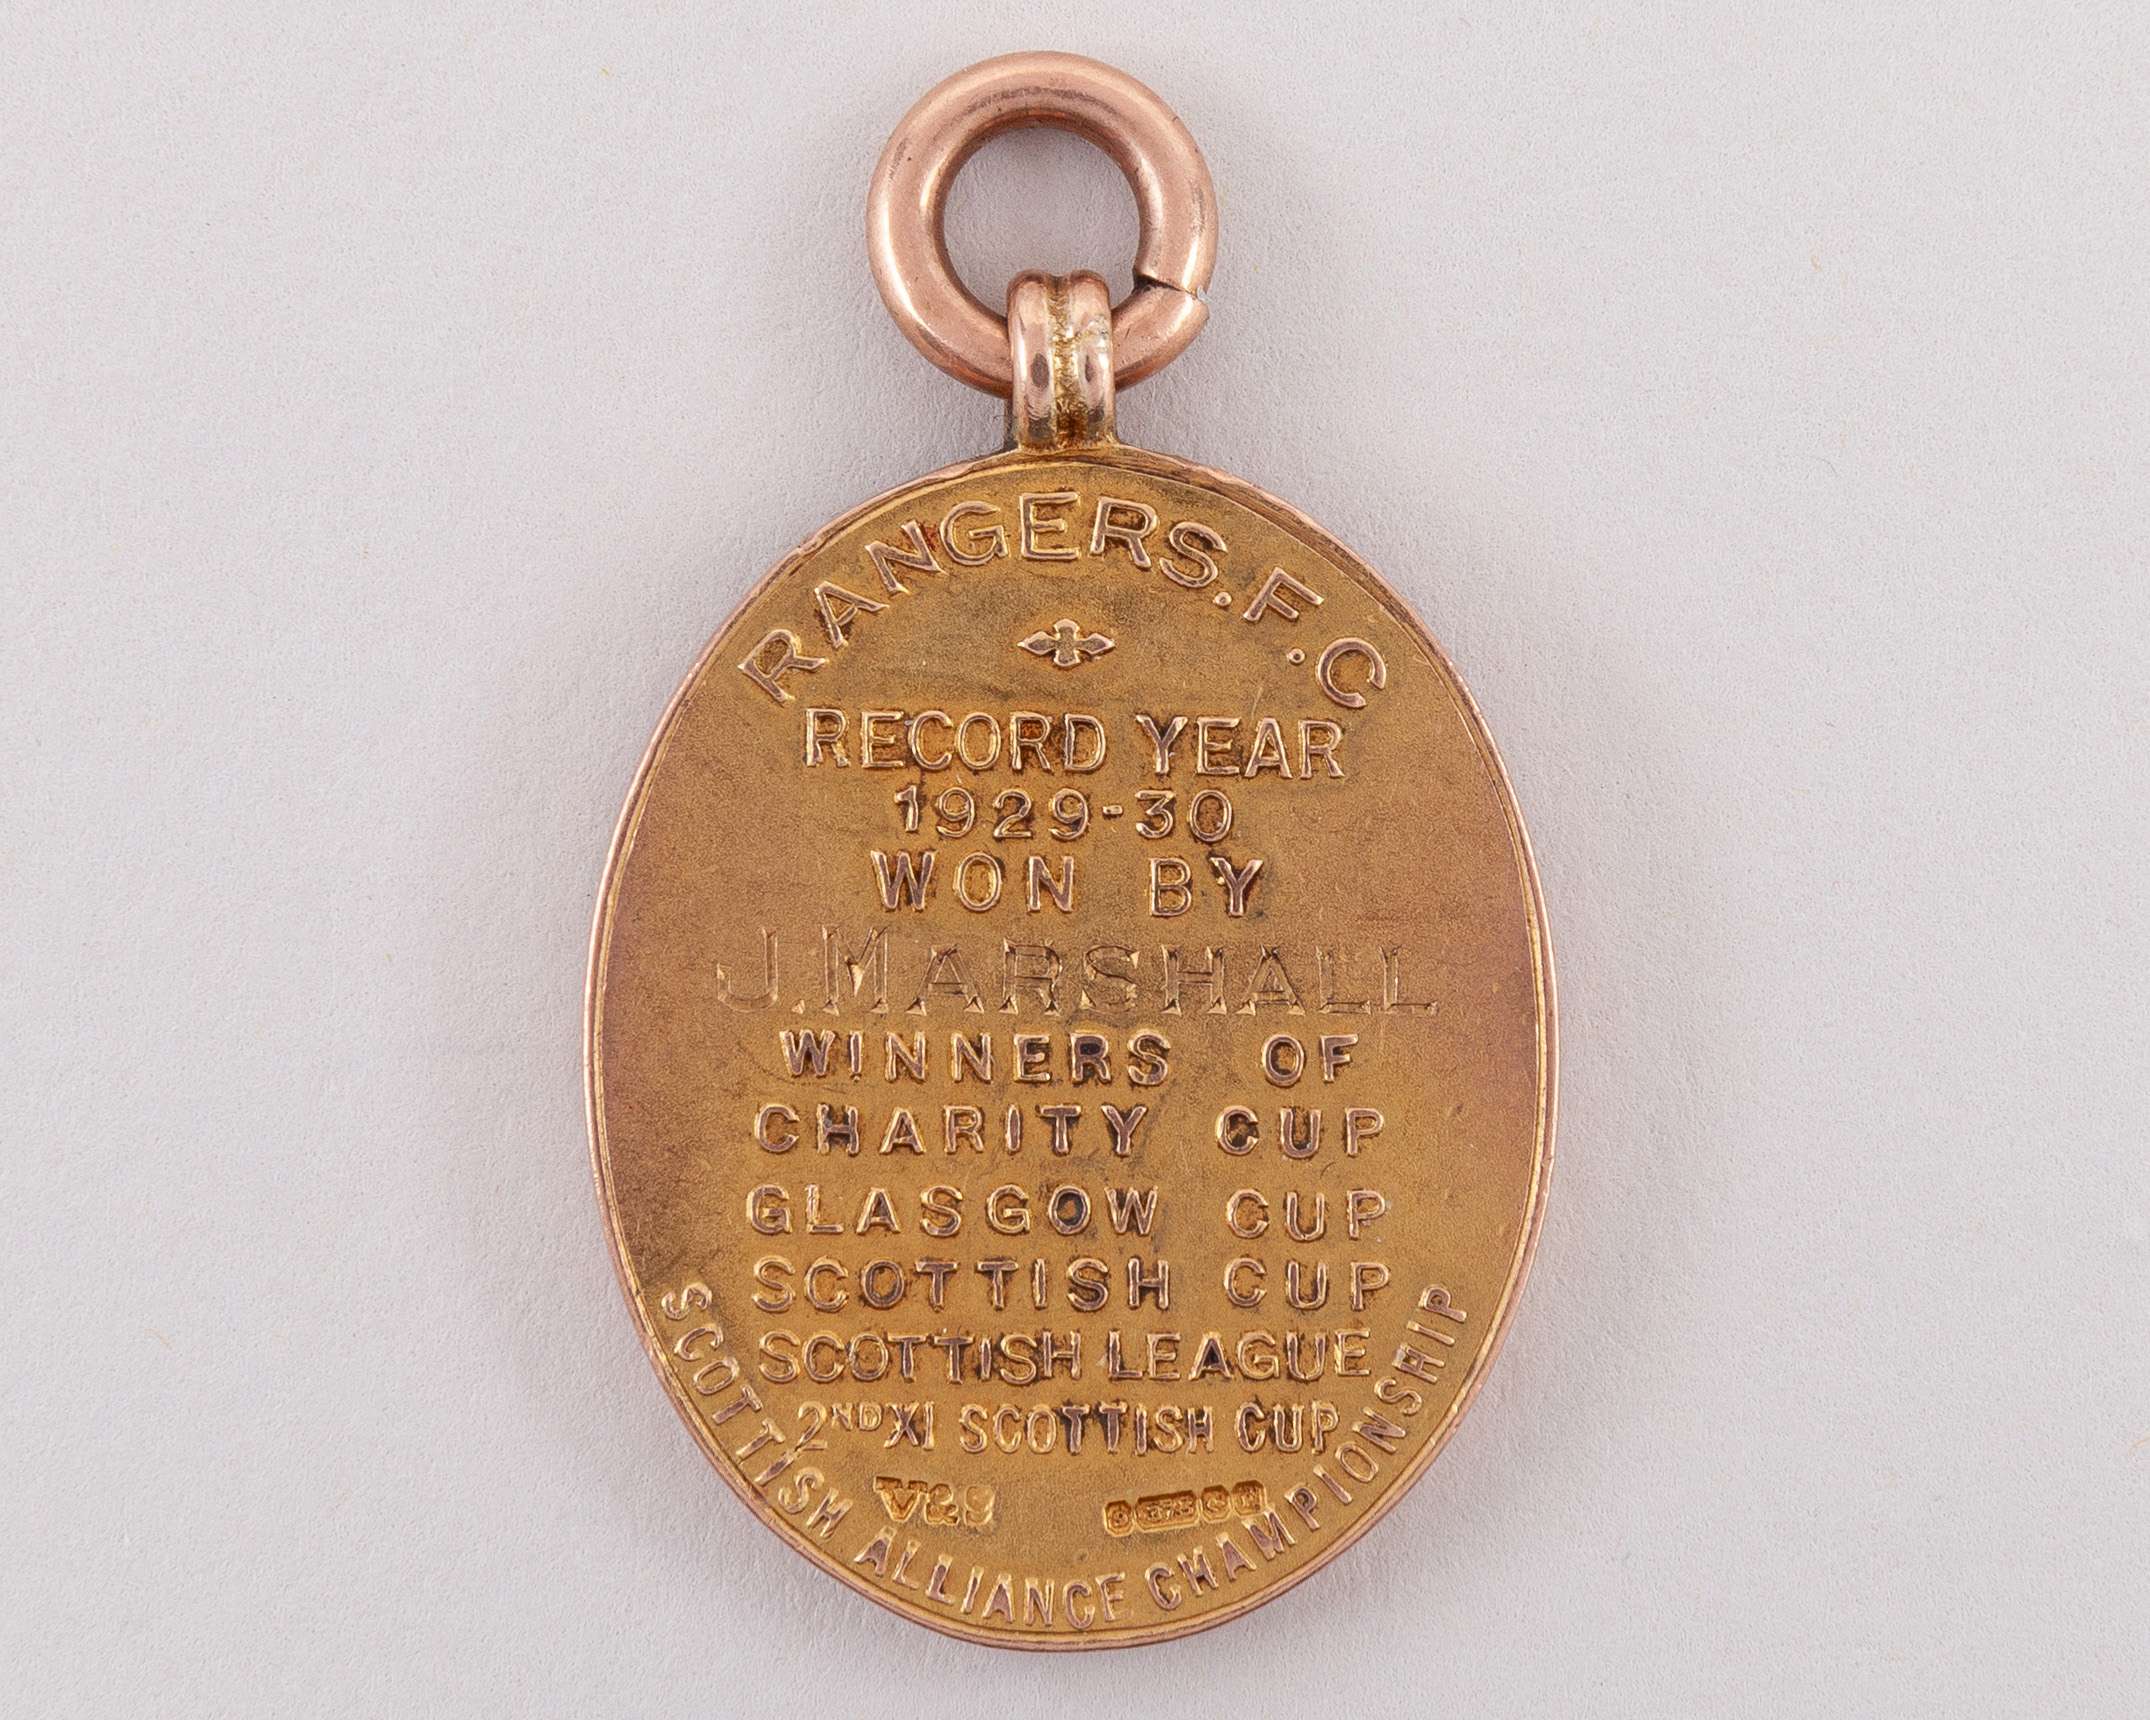 RANGERS.F.C
RECORD YEAR
1929-30
WON BY
J.MARSHALL
WINNERS OF
CHARITY CUP
GLASGOW CUP
SCOTTISH CUP
SCOTTISH LEAGUE
2ND XI SCOTTISH CUP
V&S
SCOTTISH ALLIANCE CHAMPIONSHIP